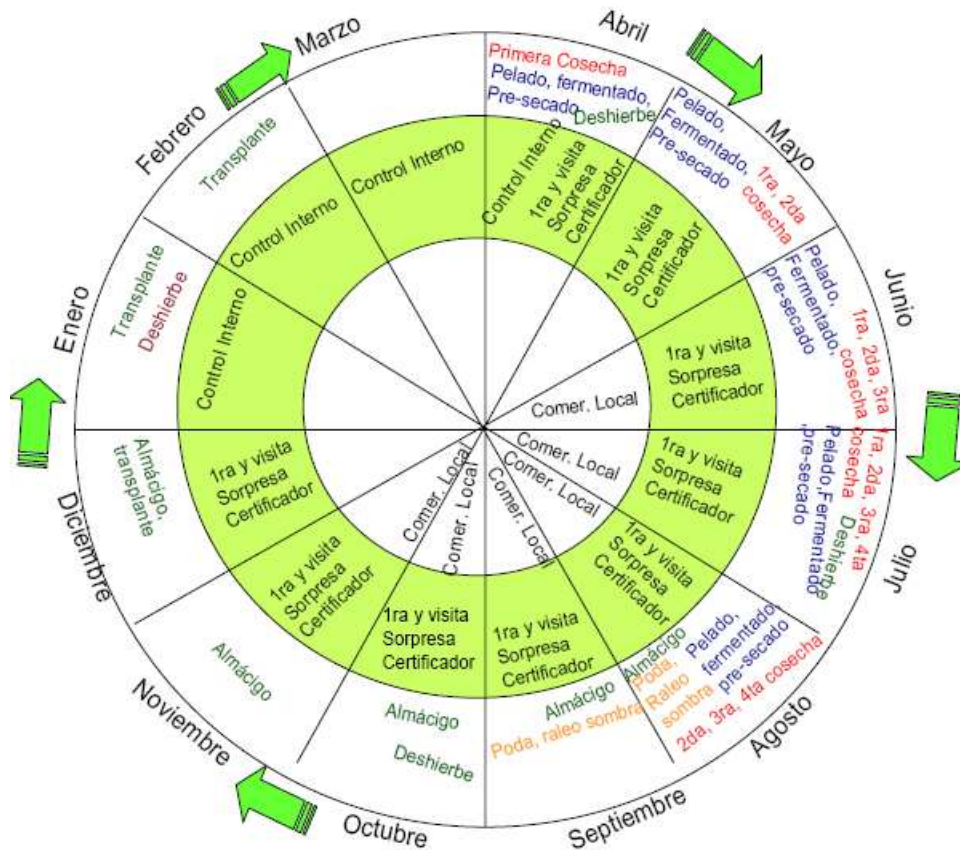 Enero
Transplante
Deshierbe
Control Interno
Febrero
Transplante
Control Interno
Marzo
Control Interno
Abril
Primera Cosecha
Pelado, fermentado,
Pre-secado
Deshierbe
Control Interno
1ra y visita
Sorpresa
Certificador
Mayo
Pelado,
Fermentado,
Pre-secado
1ra, 2da
cosecha
1ra y visita
Sorpresa
Certificador
Junio
Pelado,
Fermentado,
pre-secado
1ra, 2da, 3ra
cosecha
1ra y visita
Sorpresa
Certificador
Comer. Local
Julio
1ra, 2da, 3ra, 4ta
cosecha
Pelado,Fermentado
,pre-secado
Deshierbe
1ra y visita
Sorpresa
Certificador
Comer. Local
Agosto
Pelado,
fermentado,
pre-secado
2da, 3ra, 4ta cosecha
Almácigo
Poda,
Raleo
sombra
1ra y visita
Sorpresa
Certificador
Comer. Local
Septiembre
Almácigo
Poda, raleo sombra
1ra y visita
Sorpresa
Certificador
Comer. Local
Octubre
Almácigo
Deshierbe
1ra y visita
Sorpresa
Certificador
Comer. Local
Noviembre
Almácigo
1ra y visita
Sorpresa
Certificador
Comer. Local
Diciembre
Almácigo,
transplante
1ra y visita
Sorpresa
Certificador